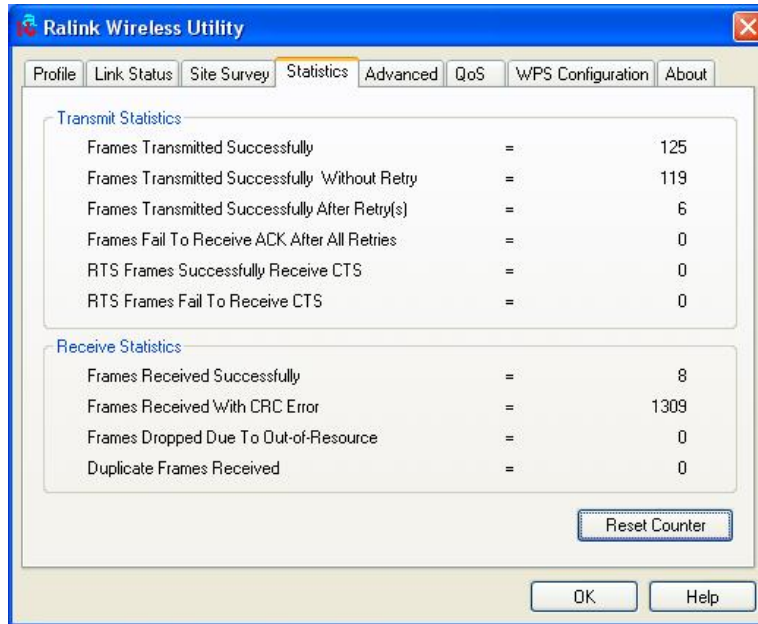 Ralink Wireless Utility
Profile Link Status Site Survey Statistics Advanced QoS WPS Configuration About
Transmit Statistics
Frames Transmitted Successfully = 125
Frames Transmitted Successfully Without Retry = 119
Frames Transmitted Successfully After Retry(s) = 6
Frames Fail To Receive ACK After All Retries = 0
RTS Frames Successfully Receive CTS = 0
RTS Frames Fail To Receive CTS = 0
Receive Statistics
Frames Received Successfully = 8
Frames Received With CRC Error = 1309
Frames Dropped Due To Out-of-Resource = 0
Duplicate Frames Received = 0
Reset Counter
OK Help